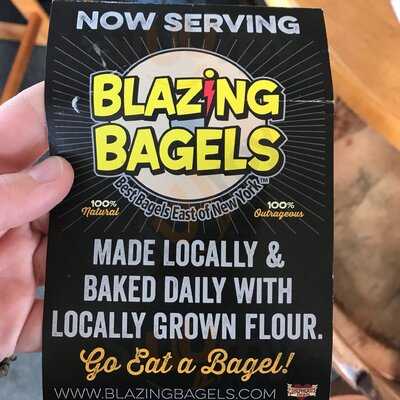 NOW SERVING
BLAZING
BAGELS
Best Bagels East of New York™
100%
Natural
100%
Outrageous
MADE LOCALLY &
BAKED DAILY WITH
LOCALLY GROWN FLOUR.
Go Eat a Bagel!
WWW.BLAZINGBAGELS.COM